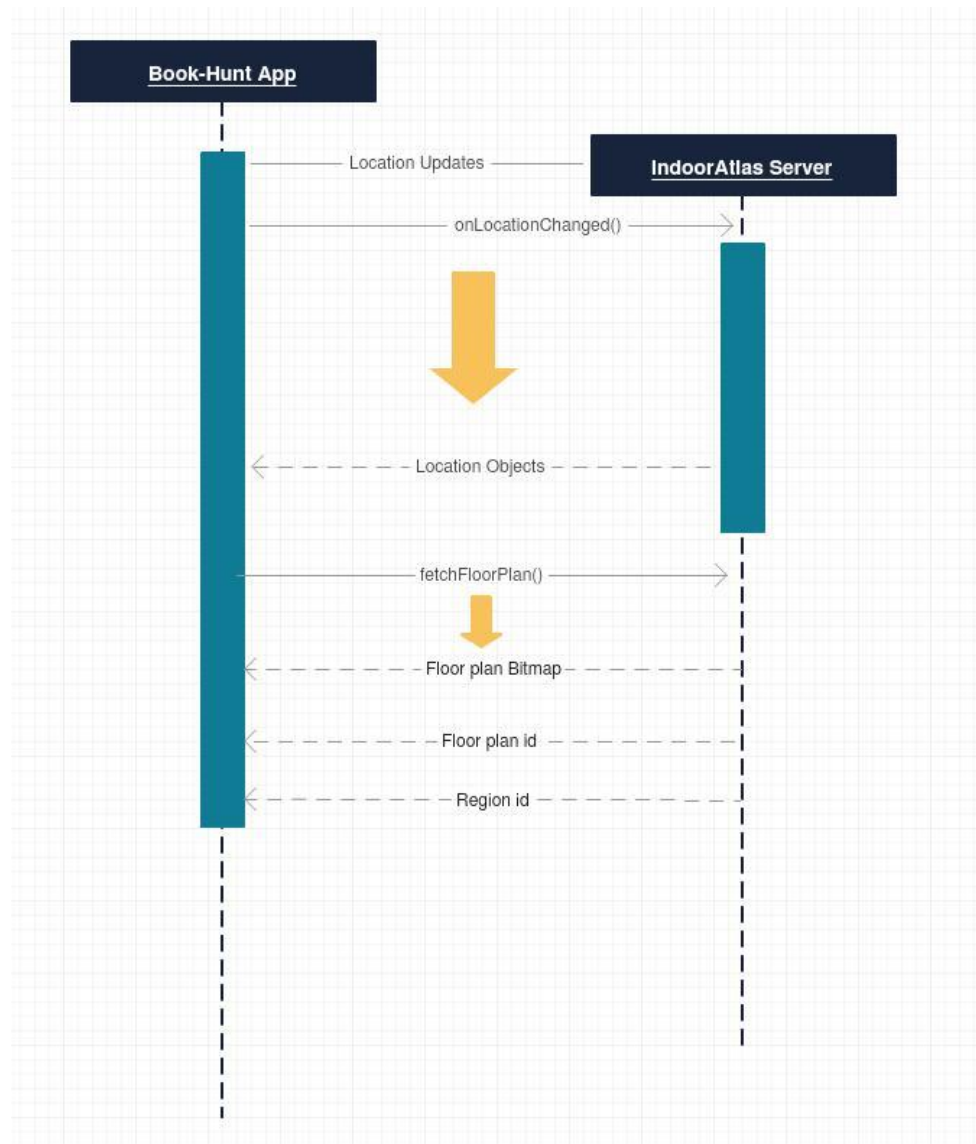 Book-Hunt App
Location Updates
IndoorAtlas Server
onLocationChanged()
Location Objects
fetchFloorPlan()
Floor plan Bitmap
Floor plan id
Region id